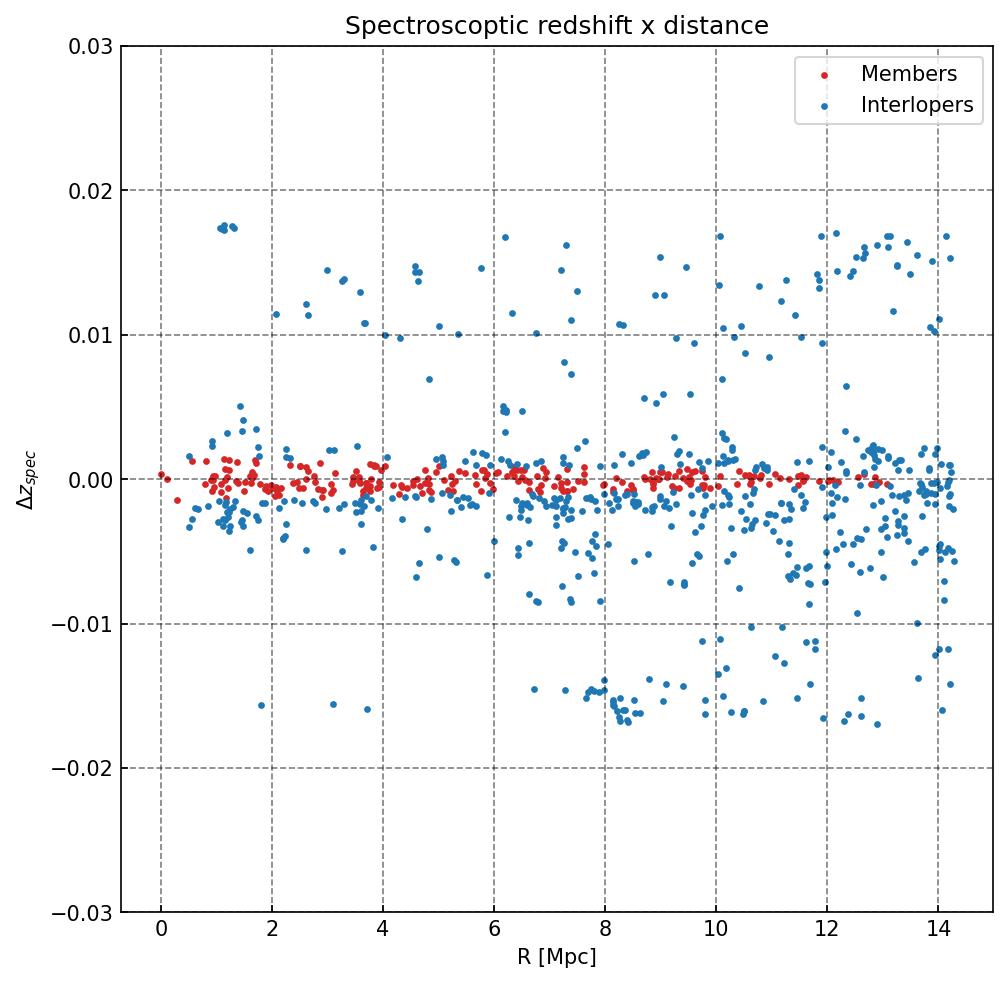 Spectroscoptic redshift x distance
Members
Interlopers
0.03
0.02
0.01
0.00
−0.01
−0.02
−0.03
Δz_spec
0 2 4 6 8 10 12 14
R [Mpc]